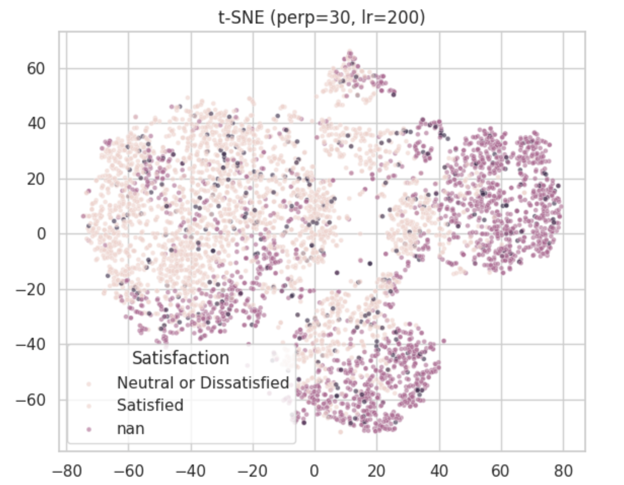 t-SNE (perp=30, lr=200)
60
40
20
0
−20
−40
−60
Satisfaction
Neutral or Dissatisfied
Satisfied
nan
−80 −60 −40 −20 0 20 40 60 80